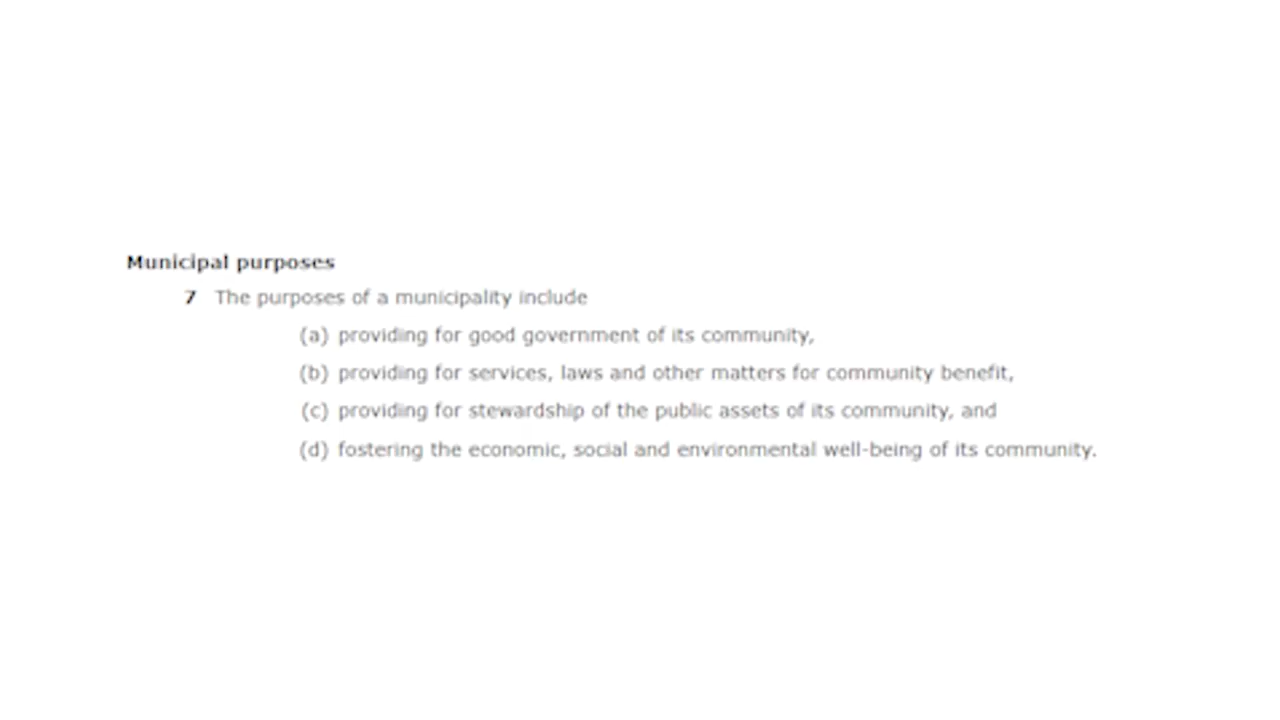 Municipal purposes
7 The purposes of a municipality include
(a) providing for good government of its community,
(b) providing for services, laws and other matters for community benefit,
(c) providing for stewardship of the public assets of its community, and
(d) fostering the economic, social and environmental well-being of its community.